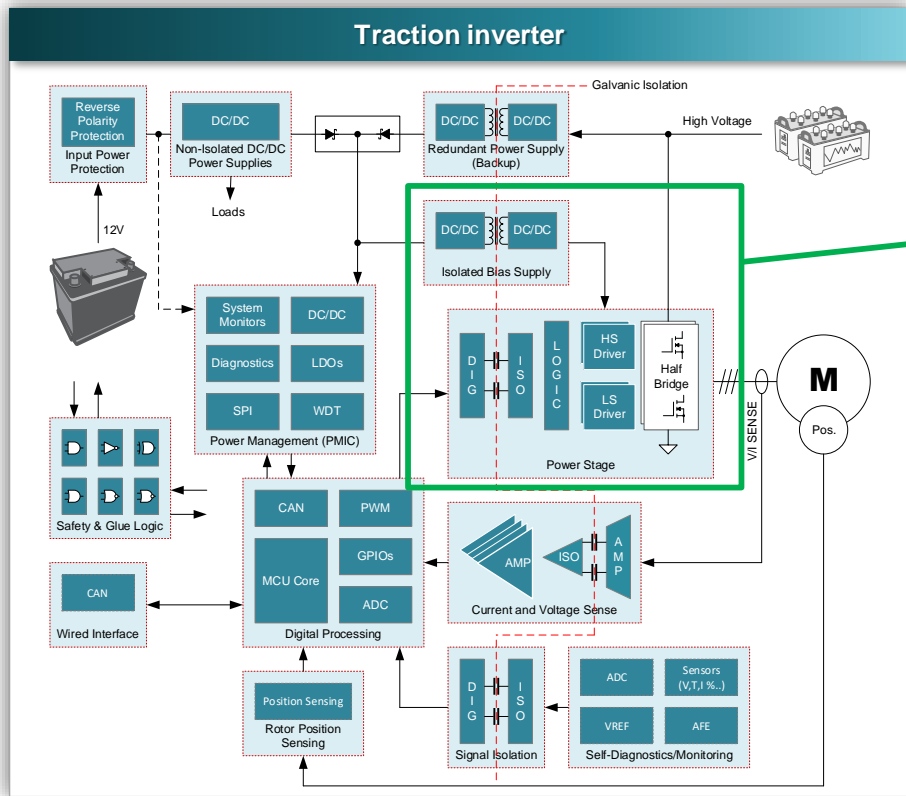 Traction inverter
Galvanic Isolation
Reverse
Polarity
Protection
Input Power
Protection
DC/DC
Non-Isolated DC/DC
Power Supplies
DC/DC
DC/DC
Redundant Power Supply
(Backup)
High Voltage
Loads
12V
DC/DC
DC/DC
Isolated Bias Supply
System
Monitors
DC/DC
Diagnostics
LDOs
SPI
WDT
Power Management (PMIC)
DIG
ISO
LOGIC
HS
Driver
LS
Driver
Half
Bridge
Power Stage
M
Pos.
V/I SENSE
Safety & Glue Logic
CAN
PWM
MCU Core
GPIOs
ADC
Digital Processing
AMP
ISO
AMP
Current and Voltage Sense
CAN
Wired Interface
Position Sensing
Rotor Position
Sensing
DIG
ISO
Signal Isolation
ADC
Sensors
(V,T,I %..)
VREF
AFE
Self-Diagnostics/Monitoring